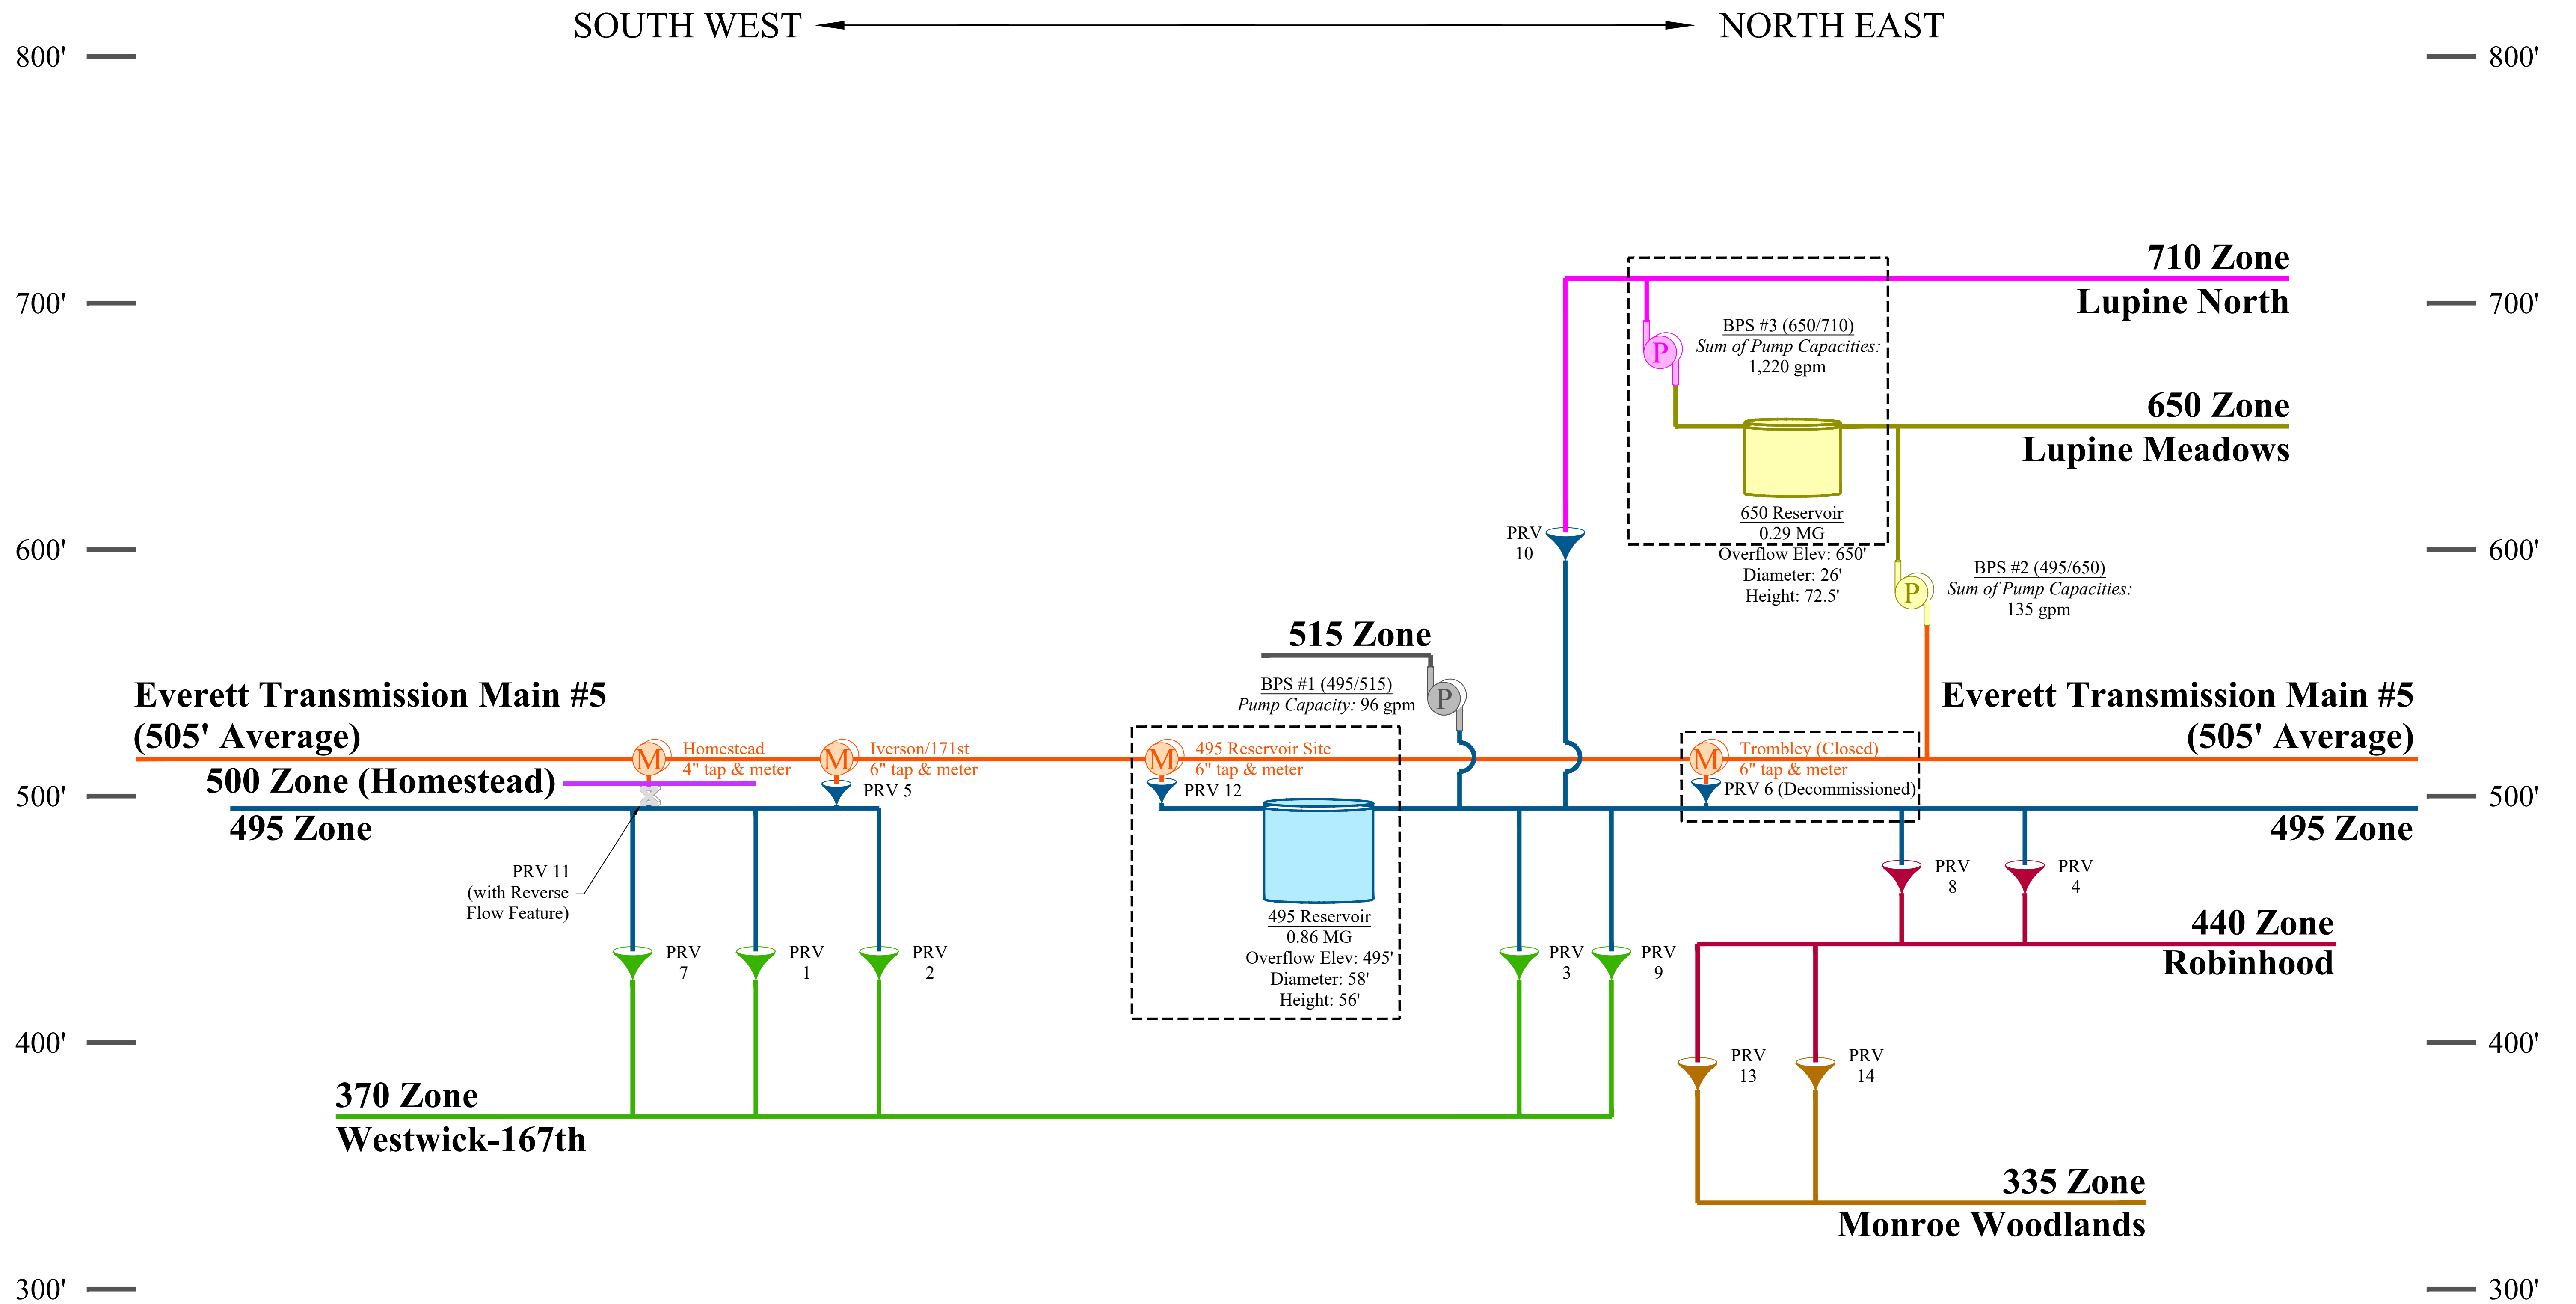 SOUTH WEST
NORTH EAST
800'
800'
700'
700'
600'
600'
500'
500'
400'
400'
300'
300'
710 Zone
Lupine North
BPS #3 (650/710)
Sum of Pump Capacities:
1,220 gpm
P
650 Zone
Lupine Meadows
650 Reservoir
0.29 MG
Overflow Elev: 650'
Diameter: 26'
Height: 72.5'
PRV
10
BPS #2 (495/650)
Sum of Pump Capacities:
135 gpm
P
515 Zone
BPS #1 (495/515)
Pump Capacity: 96 gpm
P
Everett Transmission Main #5
(505' Average)
Everett Transmission Main #5
(505' Average)
M
Homestead
4" tap & meter
M
Iverson/171st
6" tap & meter
M
495 Reservoir Site
6" tap & meter
M
Trombley (Closed)
6" tap & meter
500 Zone (Homestead)
PRV 5
PRV 12
PRV 6 (Decommissioned)
495 Zone
495 Zone
PRV 11
(with Reverse
Flow Feature)
495 Reservoir
0.86 MG
Overflow Elev: 495'
Diameter: 58'
Height: 56'
PRV
8
PRV
4
PRV
7
PRV
1
PRV
2
PRV
3
PRV
9
440 Zone
Robinhood
PRV
13
PRV
14
370 Zone
Westwick-167th
335 Zone
Monroe Woodlands